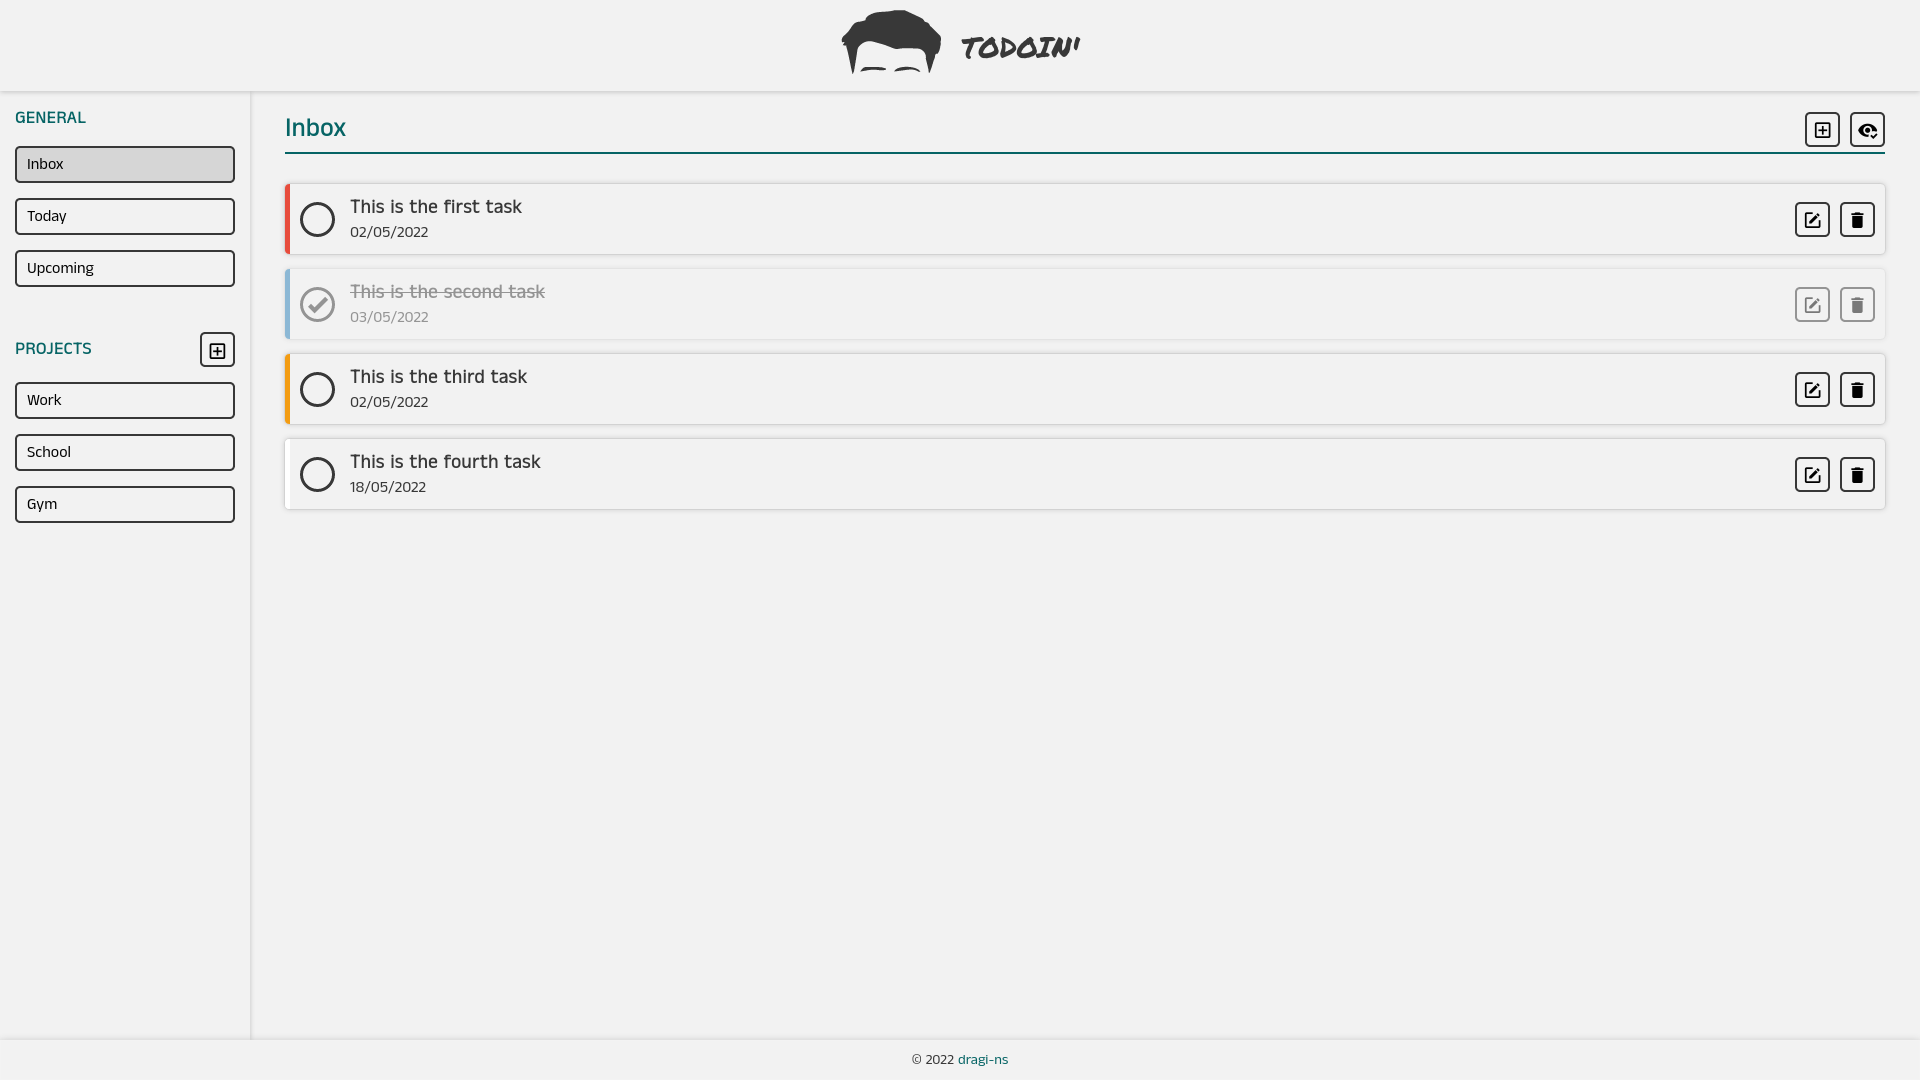 TODOIN'
GENERAL
Inbox
Today
Upcoming
PROJECTS
Work
School
Gym
Inbox
This is the first task
02/05/2022
This is the second task
03/05/2022
This is the third task
02/05/2022
This is the fourth task
18/05/2022
© 2022 dragi-ns